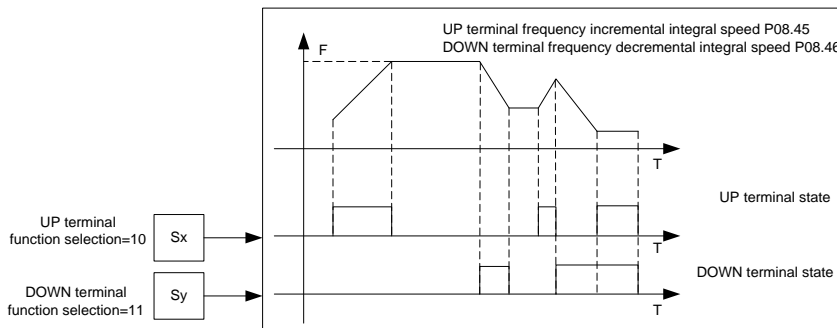 UP terminal frequency incremental integral speed P08.45
DOWN terminal frequency decremental integral speed P08.46
F
T
UP terminal state
UP terminal
function selection=10
Sx
T
DOWN terminal state
DOWN terminal
function selection=11
Sy
T